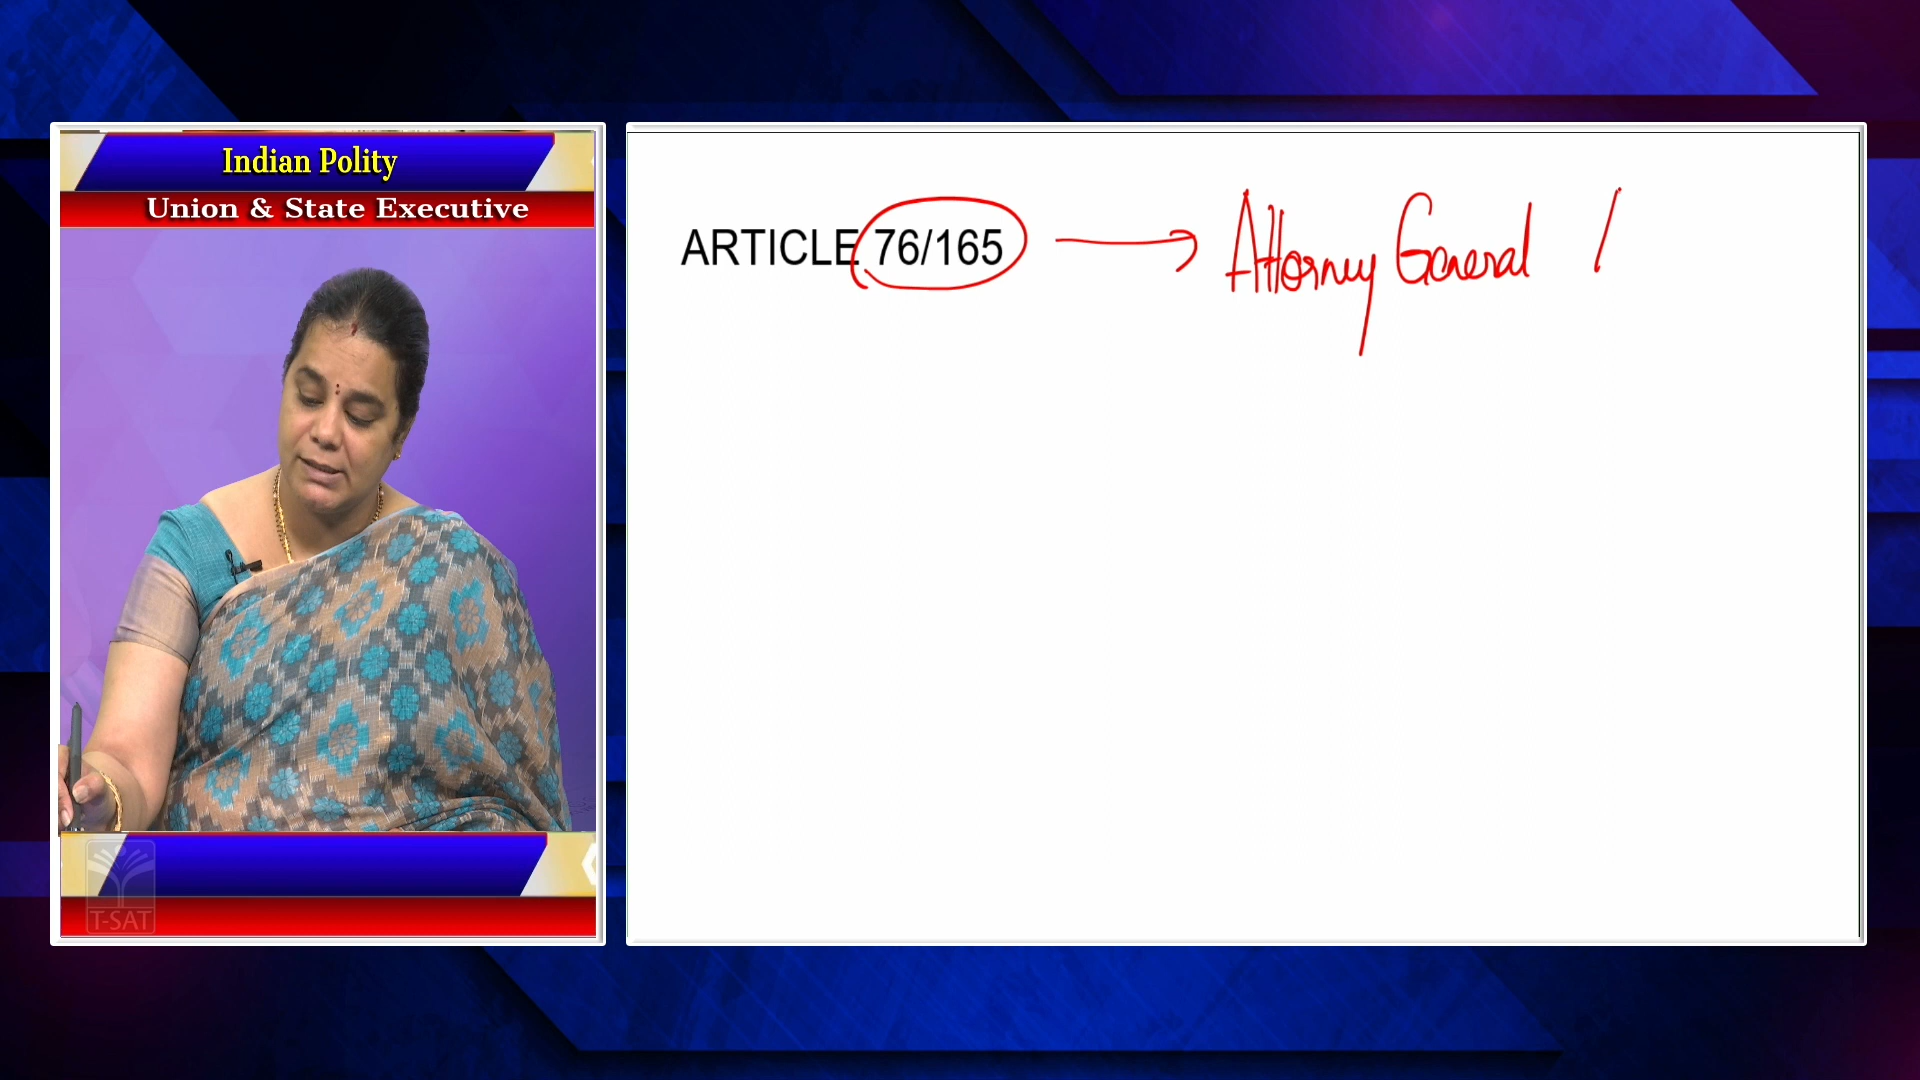 Indian Polity
Union & State Executive
ARTICLE 76/165 → Attorney General /
T-SAT